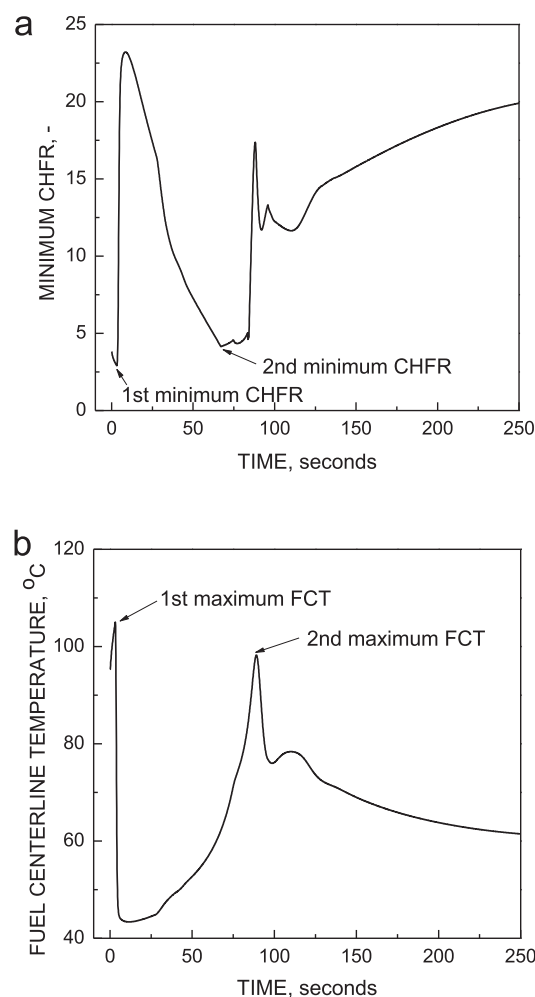 a
25
20
15
10
5
0
MINIMUM CHFR, -
2nd minimum CHFR
1st minimum CHFR
0 50 100 150 200 250
TIME, seconds
b
120
100
80
60
40
FUEL CENTERLINE TEMPERATURE, °C
1st maximum FCT
2nd maximum FCT
0 50 100 150 200 250
TIME, seconds